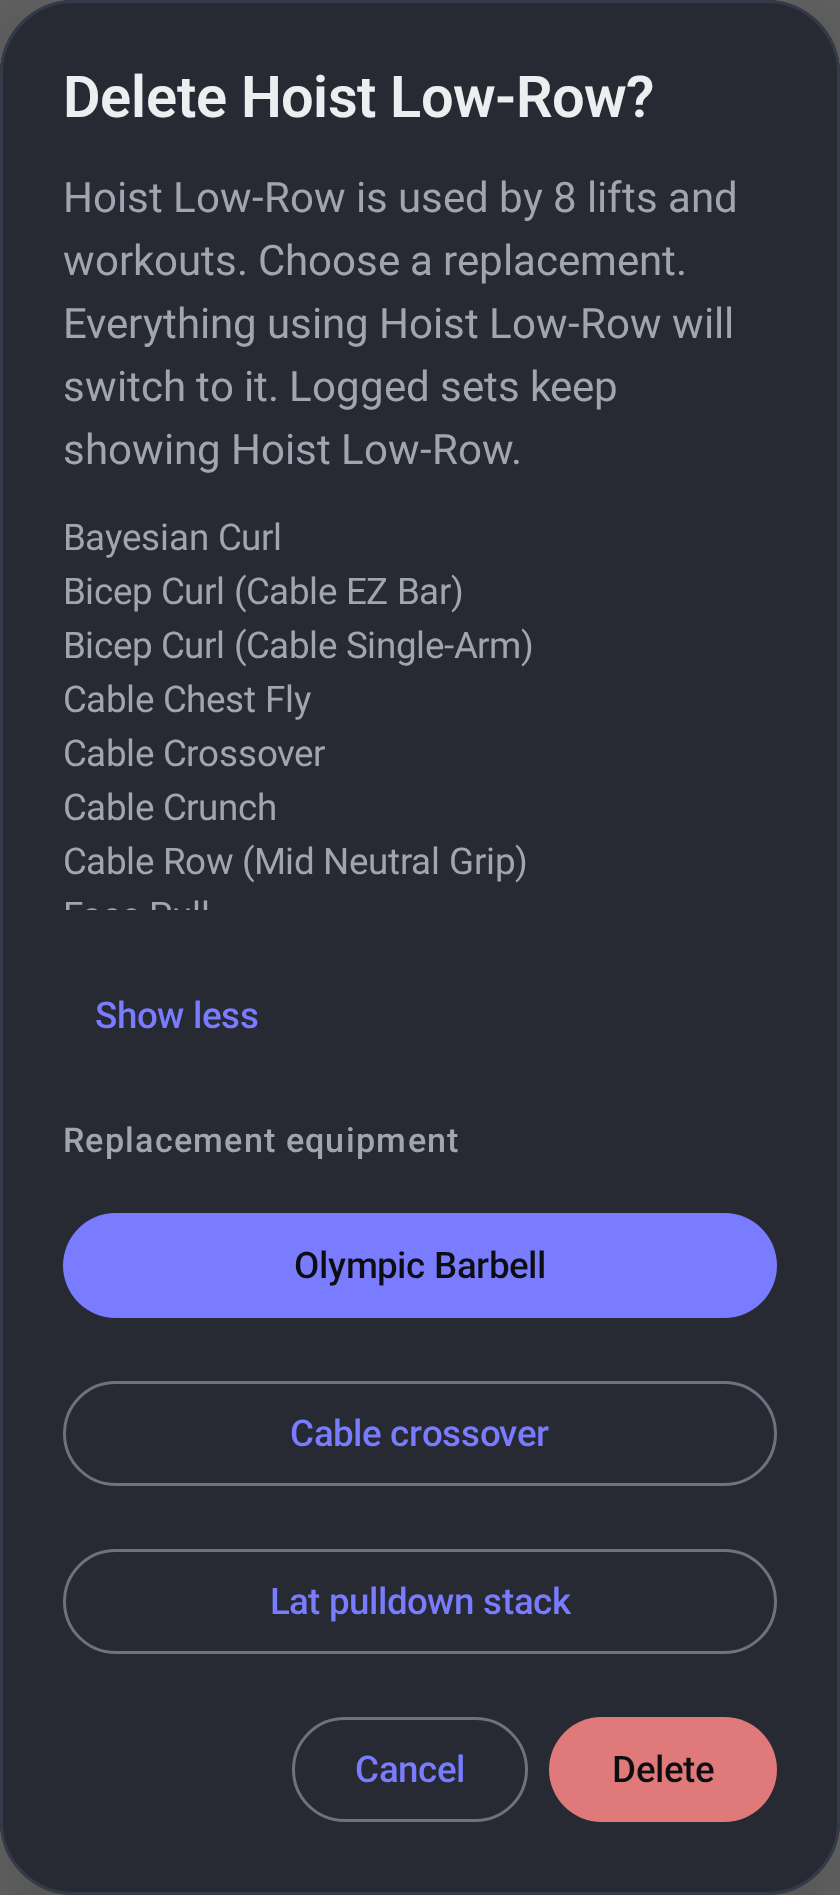 Delete Hoist Low-Row?
Hoist Low-Row is used by 8 lifts and
workouts. Choose a replacement.
Everything using Hoist Low-Row will
switch to it. Logged sets keep
showing Hoist Low-Row.
Bayesian Curl
Bicep Curl (Cable EZ Bar)
Bicep Curl (Cable Single-Arm)
Cable Chest Fly
Cable Crossover
Cable Crunch
Cable Row (Mid Neutral Grip)
Face Pull
Show less
Replacement equipment
Olympic Barbell
Cable crossover
Lat pulldown stack
Cancel
Delete